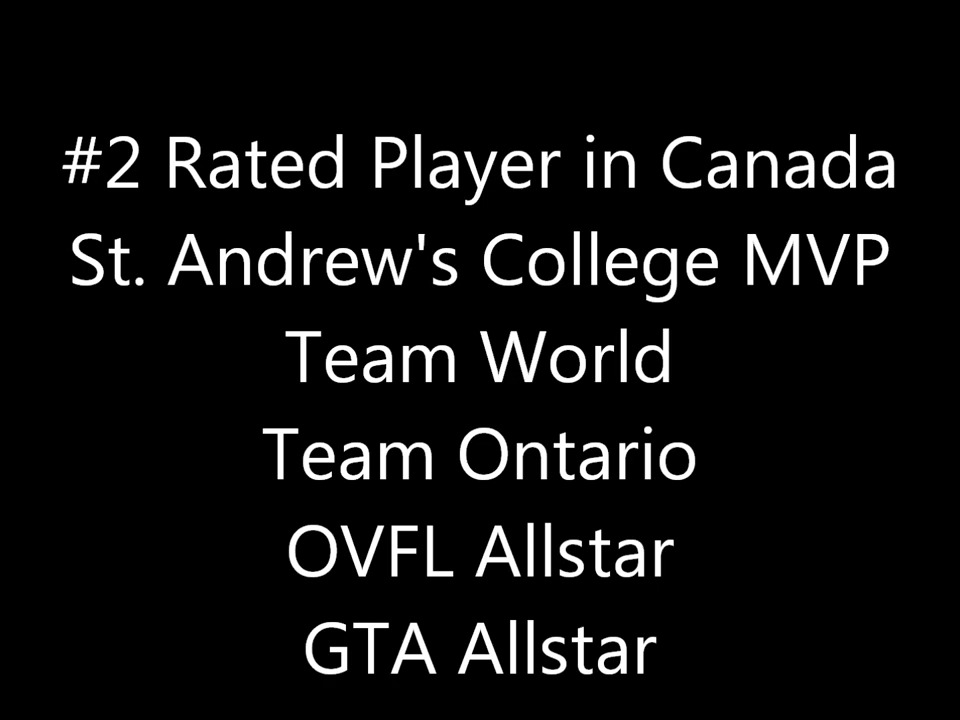 #2 Rated Player in Canada
St. Andrew's College MVP
Team World
Team Ontario
OVFL Allstar
GTA Allstar